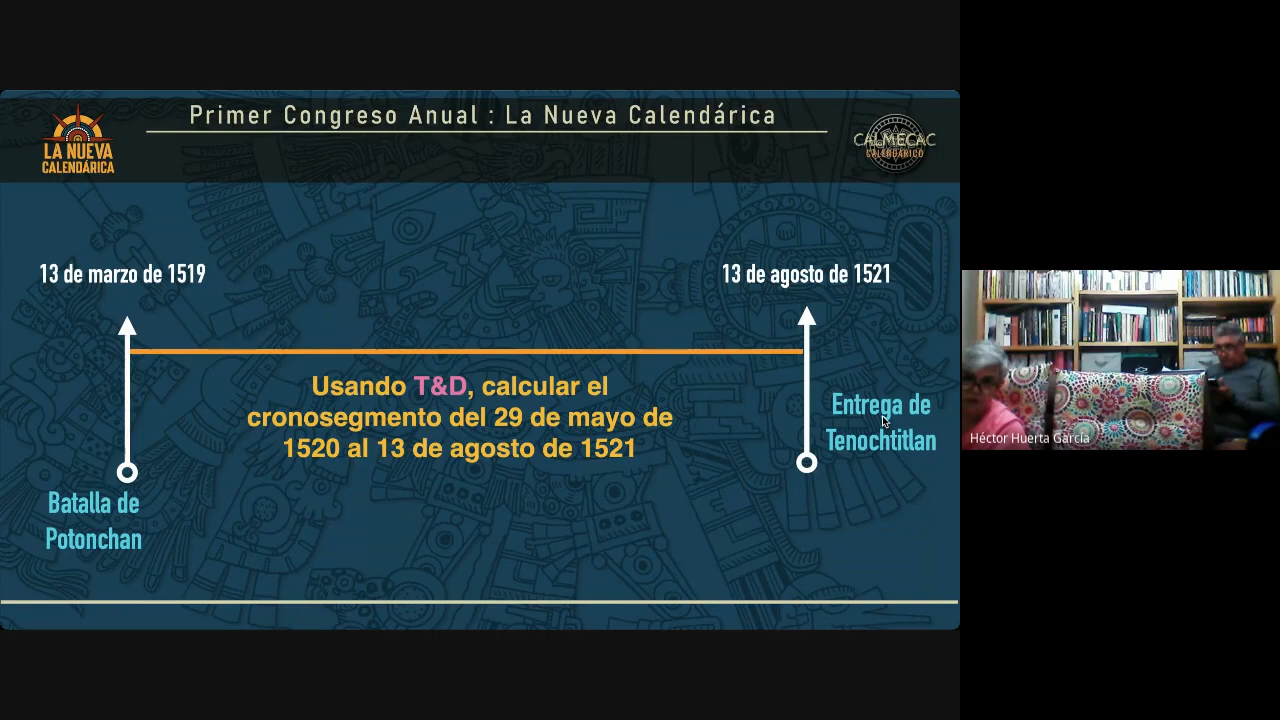 Primer Congreso Anual : La Nueva Calendárica
LA NUEVA
CALENDÁRICA
CALMECAC
CALENDÁRICO
13 de marzo de 1519
13 de agosto de 1521
Usando T&D, calcular el
cronosegmento del 29 de mayo de
1520 al 13 de agosto de 1521
Entrega de
Tenochtitlan
Batalla de
Potonchan
Héctor Huerta García